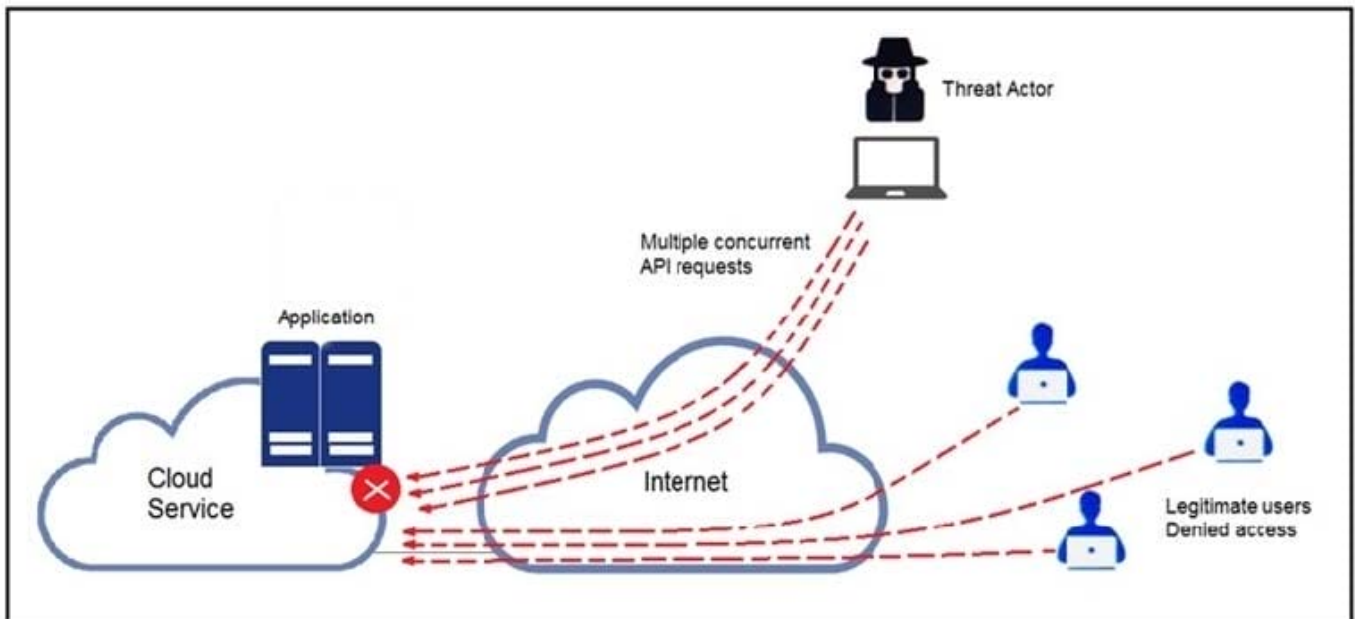 Threat Actor
Multiple concurrent
API requests
Application
Cloud
Service
Internet
Legitimate users
Denied access